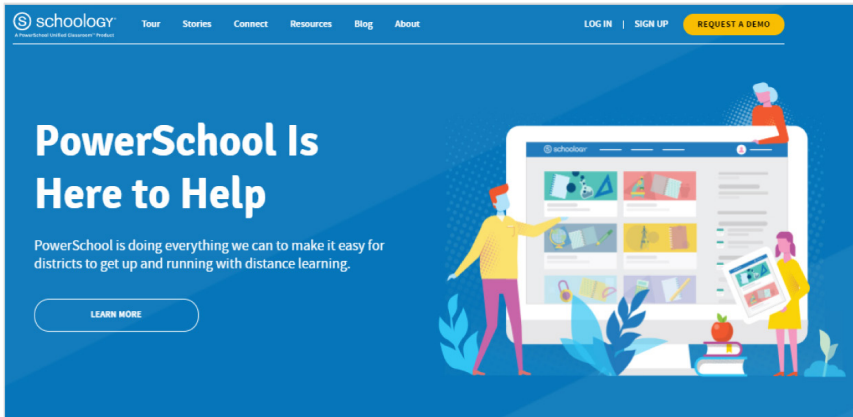 schoology
A PowerSchool Unified Classroom™ Product
Tour Stories Connect Resources Blog About
LOG IN | SIGN UP
REQUEST A DEMO
PowerSchool Is
Here to Help
PowerSchool is doing everything we can to make it easy for
districts to get up and running with distance learning.
LEARN MORE
schoology